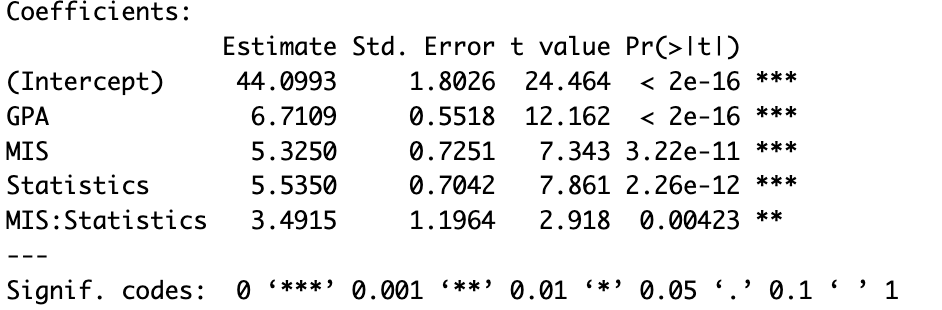 Coefficients:
Estimate Std. Error t value Pr(>|t|)
(Intercept) 44.0993 1.8026 24.464 < 2e-16 ***
GPA 6.7109 0.5518 12.162 < 2e-16 ***
MIS 5.3250 0.7251 7.343 3.22e-11 ***
Statistics 5.5350 0.7042 7.861 2.26e-12 ***
MIS:Statistics 3.4915 1.1964 2.918 0.00423 **
---
Signif. codes: 0 ‘***’ 0.001 ‘**’ 0.01 ‘*’ 0.05 ‘.’ 0.1 ‘ ’ 1